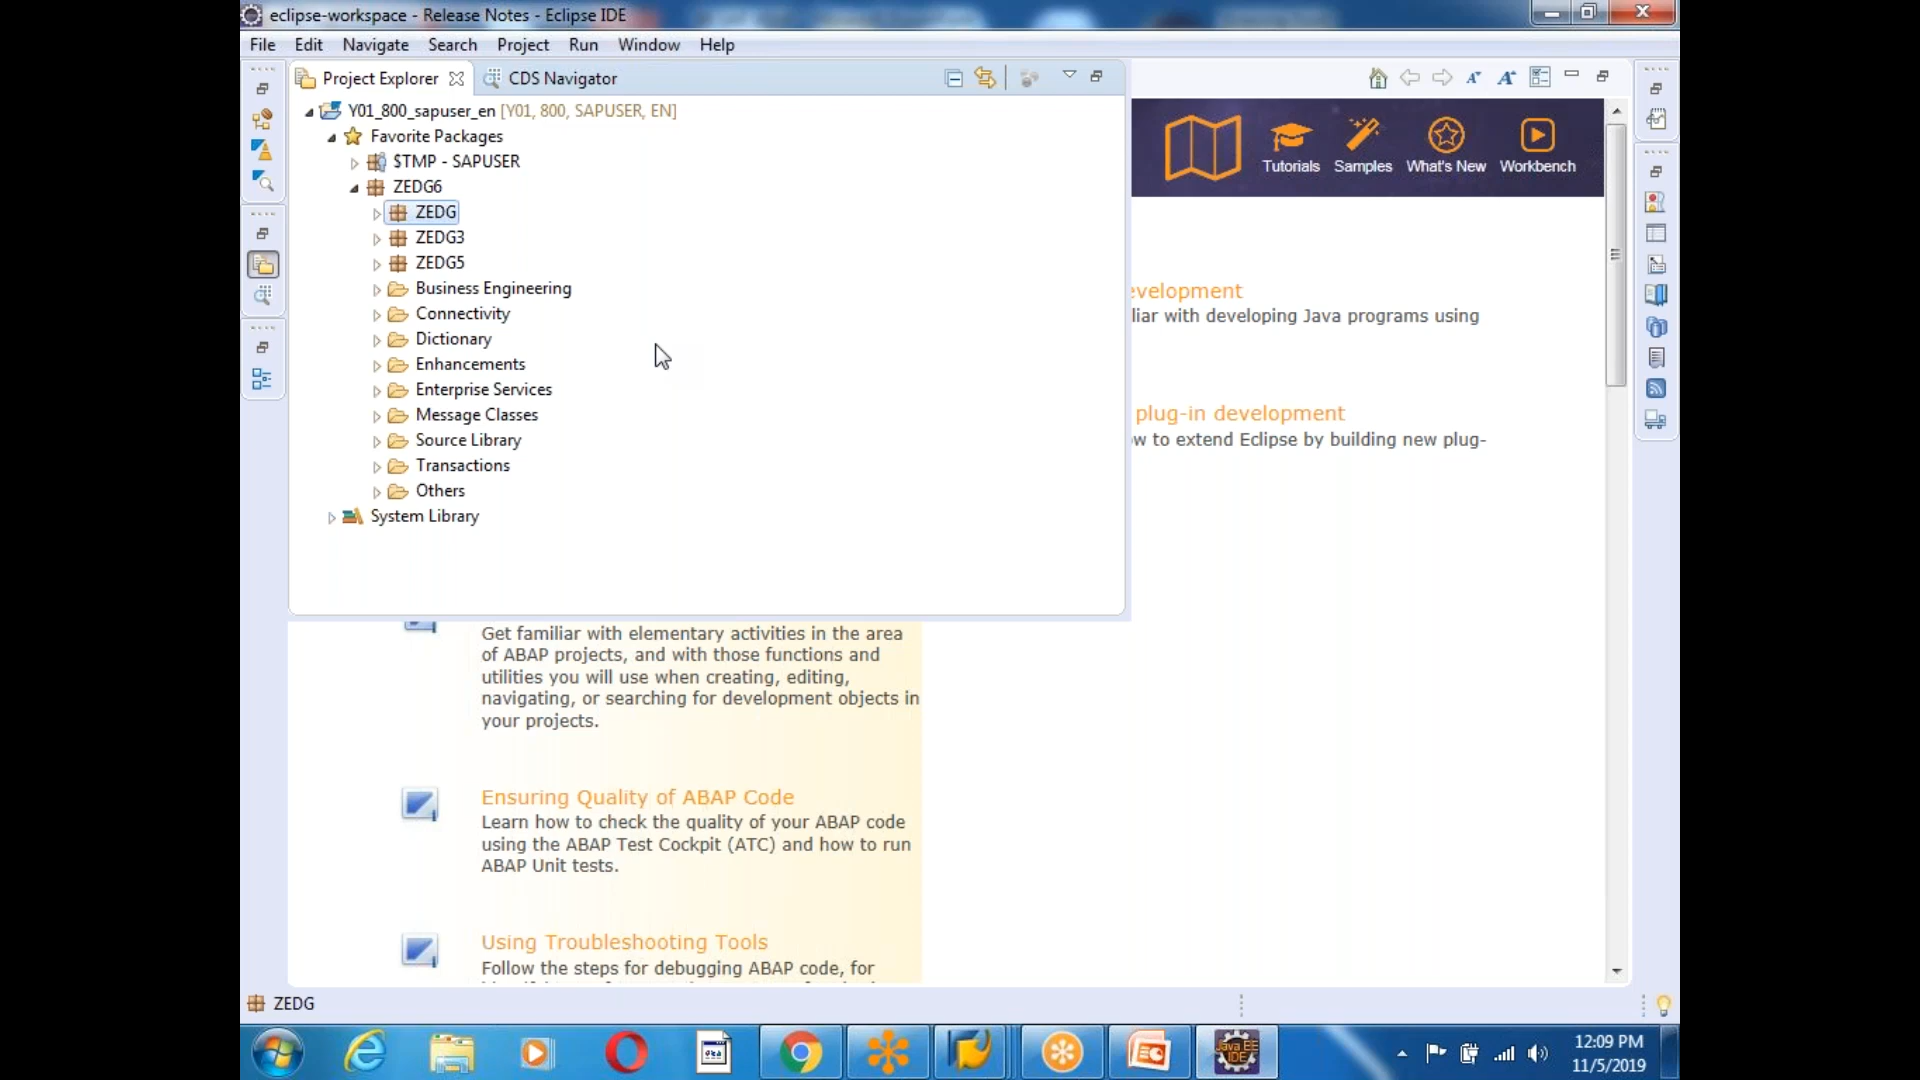 eclipse-workspace - Release Notes - Eclipse IDE
File Edit Navigate Search Project Run Window Help
Project Explorer CDS Navigator
Y01_800_sapuser_en [Y01, 800, SAPUSER, EN]
Favorite Packages
$TMP - SAPUSER
ZEDG6
ZEDG
ZEDG3
ZEDG5
Business Engineering
Connectivity
Dictionary
Enhancements
Enterprise Services
Message Classes
Source Library
Transactions
Others
System Library
Tutorials Samples What's New Workbench
evelopment
liar with developing Java programs using
plug-in development
w to extend Eclipse by building new plug-
Get familiar with elementary activities in the area
of ABAP projects, and with those functions and
utilities you will use when creating, editing,
navigating, or searching for development objects in
your projects.
Ensuring Quality of ABAP Code
Learn how to check the quality of your ABAP code
using the ABAP Test Cockpit (ATC) and how to run
ABAP Unit tests.
Using Troubleshooting Tools
Follow the steps for debugging ABAP code, for
ZEDG
Java EE
IDE
12:09 PM
11/5/2019